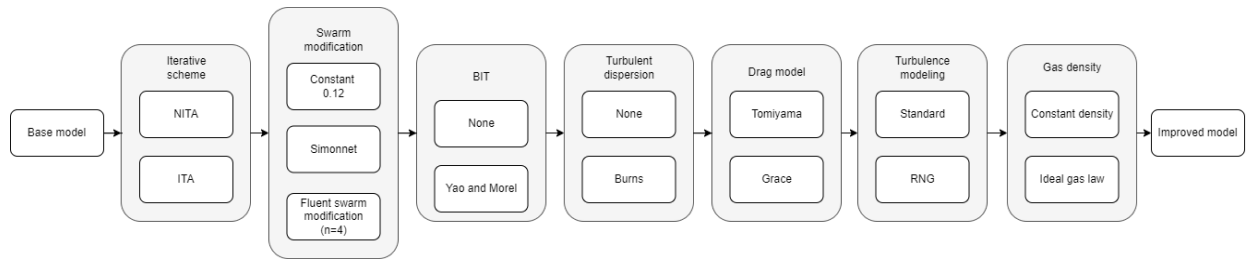 Base model
Iterative
scheme
NITA
ITA
Swarm
modification
Constant
0.12
Simonnet
Fluent swarm
modification
(n=4)
BIT
None
Yao and Morel
Turbulent
dispersion
None
Burns
Drag model
Tomiyama
Grace
Turbulence
modeling
Standard
RNG
Gas density
Constant density
Ideal gas law
Improved model